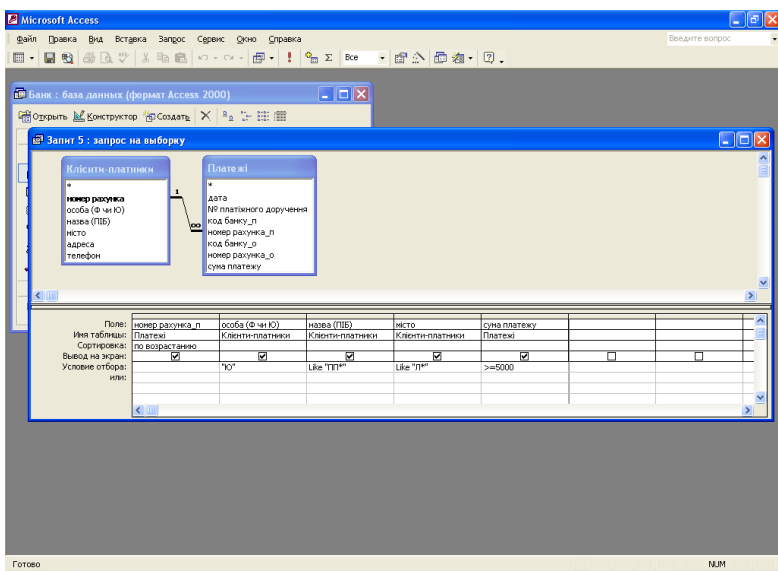 Microsoft Access
Файл Правка Вид Вставка Запрос Сервис Окно Справка Введите вопрос
Все
Банк : база данных (формат Access 2000)
Открыть Конструктор Создать
Запит 5 : запрос на выборку
Клієнти-платники
*
номер рахунка
особа (Ф чи Ю)
назва (ПІБ)
місто
адреса
телефон
1
∞
Платежі
*
дата
№ платіжного доручення
код банку_п
номер рахунка_п
код банку_о
номер рахунка_о
сума платежу
Поле: номер рахунка_п особа (Ф чи Ю) назва (ПІБ) місто сума платежу
Имя таблицы: Платежі Клієнти-платники Клієнти-платники Клієнти-платники Платежі
Сортировка: по возрастанию
Вывод на экран:
Условие отбора: "Ю" Like "ПП*" Like "Л*" >=5000
или:
Готово NUM